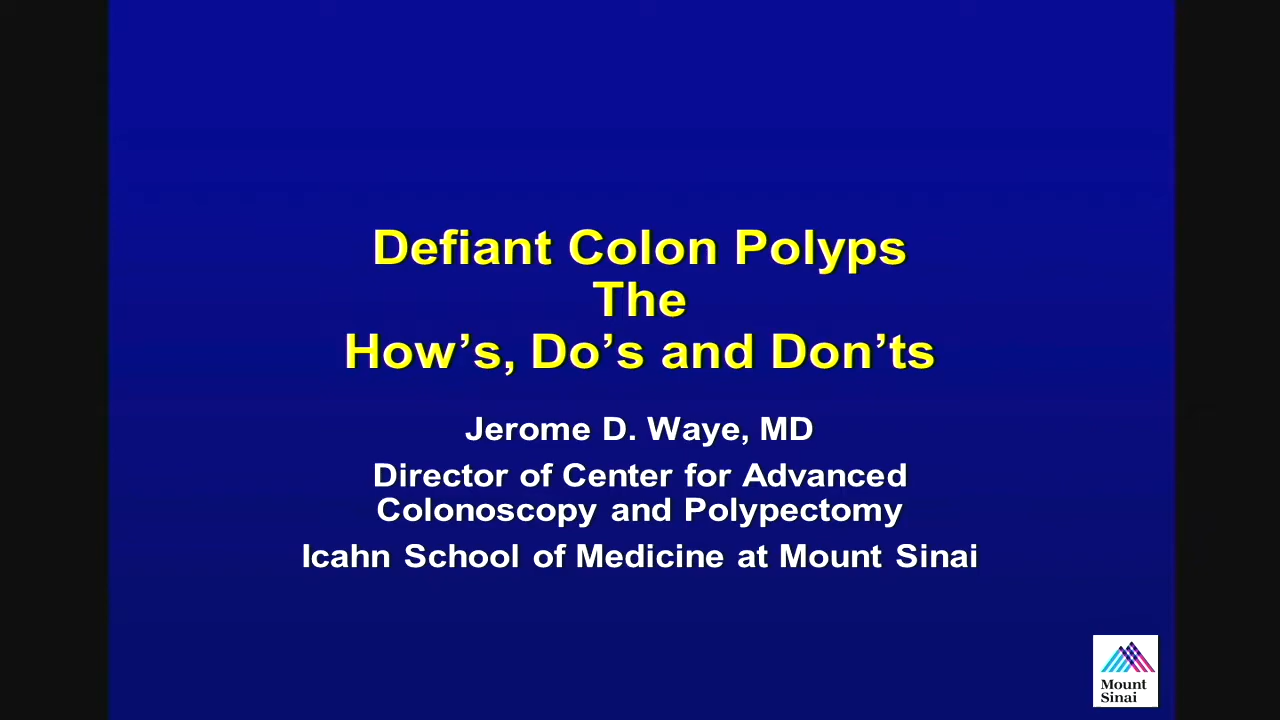 Defiant Colon Polyps
The
How’s, Do’s and Don’ts
Jerome D. Waye, MD
Director of Center for Advanced
Colonoscopy and Polypectomy
Icahn School of Medicine at Mount Sinai
Mount
Sinai